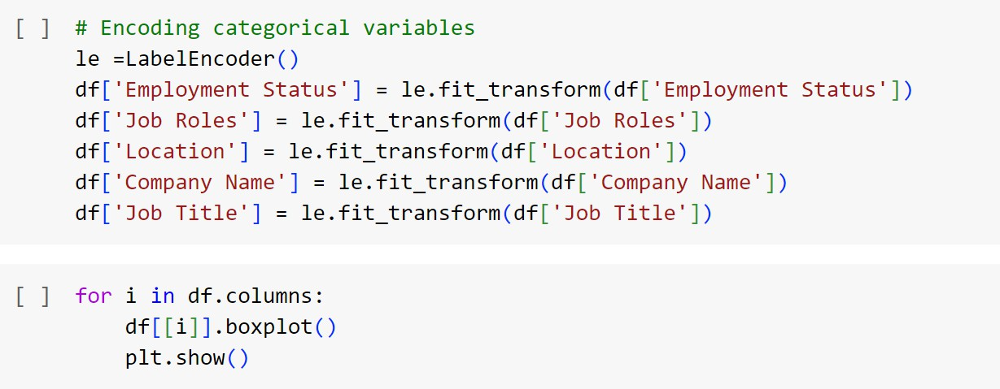 [ ] # Encoding categorical variables
le =LabelEncoder()
df['Employment Status'] = le.fit_transform(df['Employment Status'])
df['Job Roles'] = le.fit_transform(df['Job Roles'])
df['Location'] = le.fit_transform(df['Location'])
df['Company Name'] = le.fit_transform(df['Company Name'])
df['Job Title'] = le.fit_transform(df['Job Title'])
[ ] for i in df.columns:
    df[[i]].boxplot()
    plt.show()